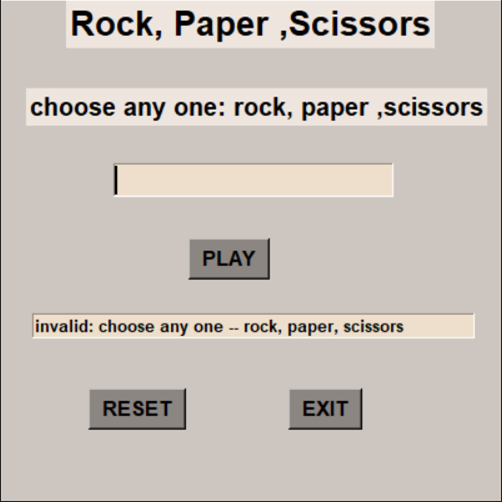 Rock, Paper ,Scissors
choose any one: rock, paper ,scissors
PLAY
invalid: choose any one -- rock, paper, scissors
RESET EXIT